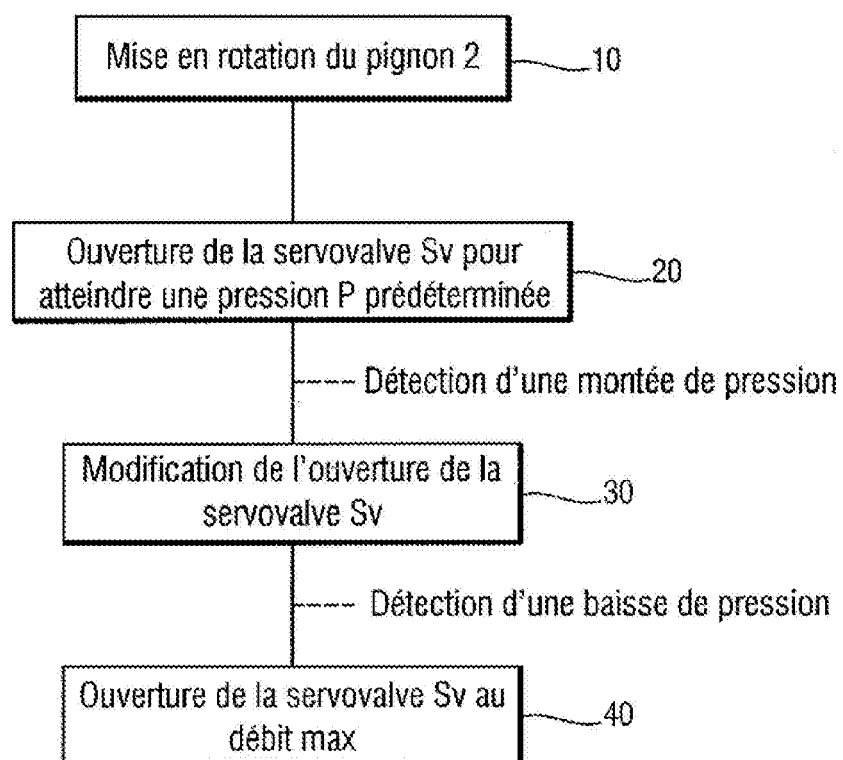 Mise en rotation du pignon 2
10
Ouverture de la servovalve Sv pour
atteindre une pression P prédéterminée
20
Détection d'une montée de pression
Modification de l'ouverture de la
servovalve Sv
30
Détection d'une baisse de pression
Ouverture de la servovalve Sv au
débit max
40